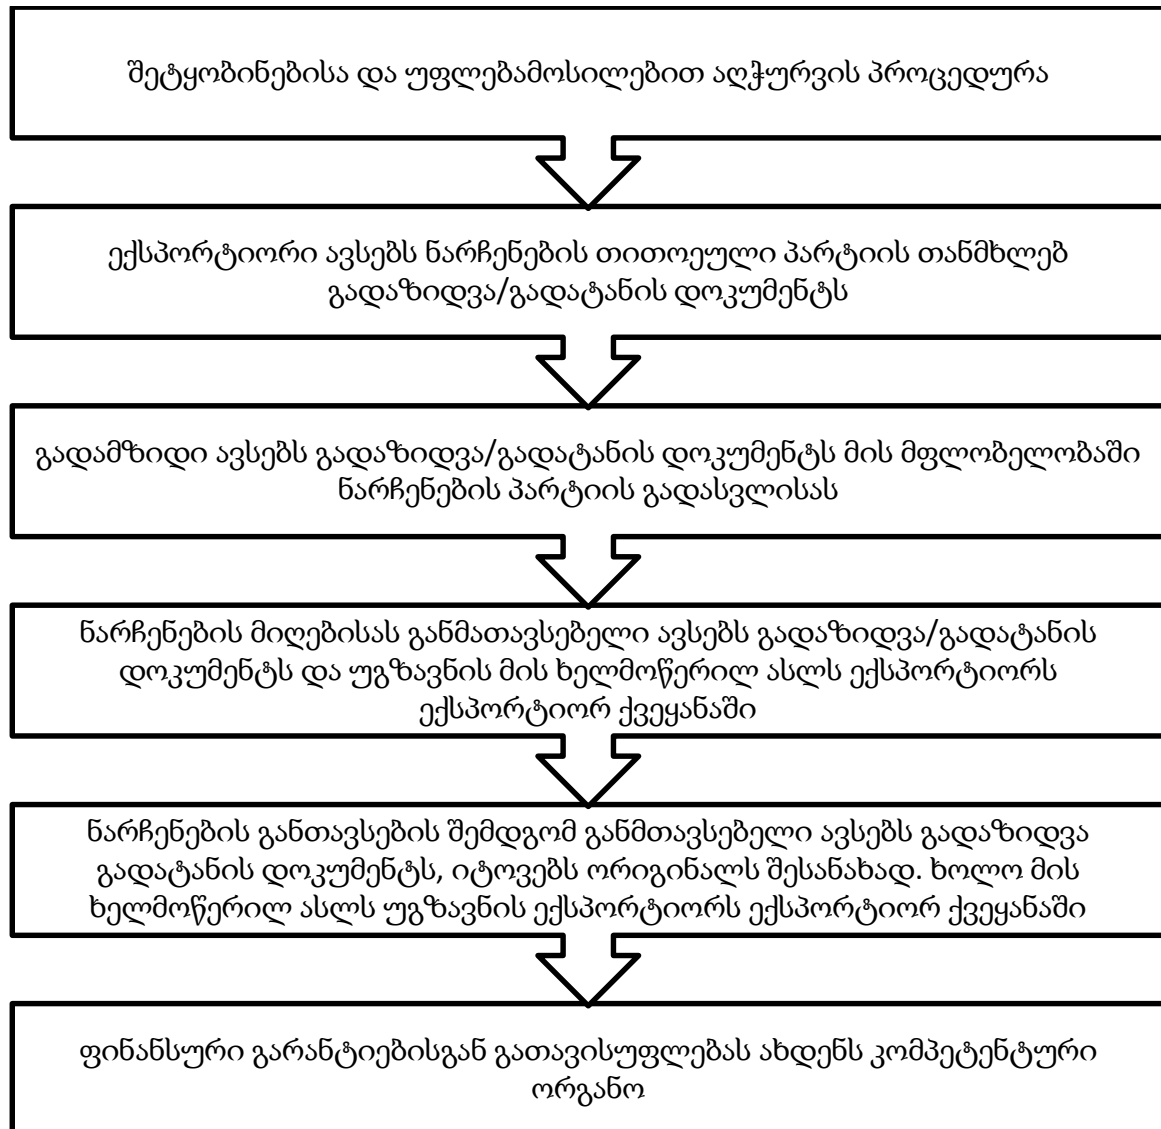 შეტყობინებისა და უფლებამოსილებით აღჭურვის პროცედურა
ექსპორტიორი ავსებს ნარჩენების თითოეული პარტიის თანმხლებ
გადაზიდვა/გადატანის დოკუმენტს
გადამზიდი ავსებს გადაზიდვა/გადატანის დოკუმენტს მის მფლობელობაში
ნარჩენების პარტიის გადასვლისას
ნარჩენების მიღებისას განმათავსებელი ავსებს გადაზიდვა/გადატანის
დოკუმენტს და უგზავნის მის ხელმოწერილ ასლს ექსპორტიორს
ექსპორტიორ ქვეყანაში
ნარჩენების განთავსების შემდგომ განმთავსებელი ავსებს გადაზიდვა
გადატანის დოკუმენტს, იტოვებს ორიგინალს შესანახად. ხოლო მის
ხელმოწერილ ასლს უგზავნის ექსპორტიორს ექსპორტიორ ქვეყანაში
ფინანსური გარანტიებისგან გათავისუფლებას ახდენს კომპეტენტური
ორგანო